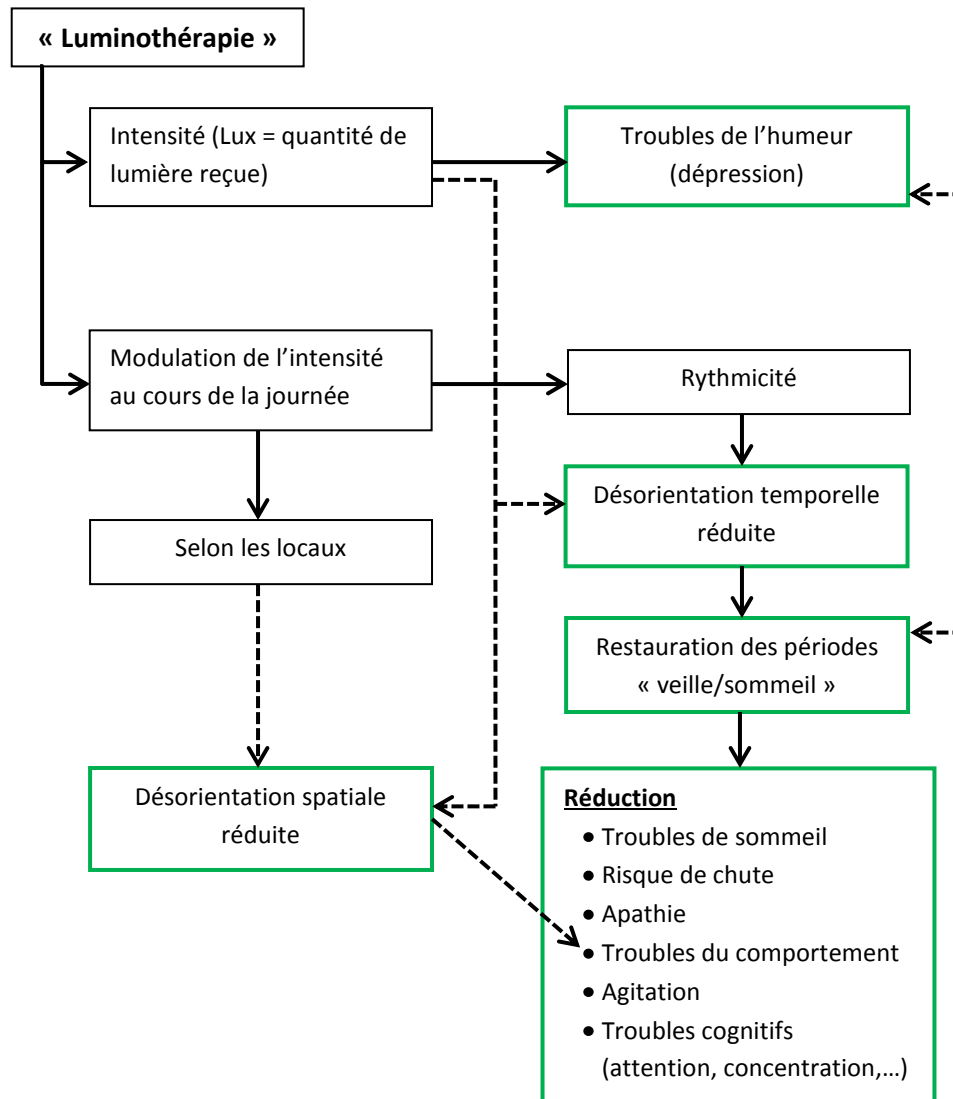 « Luminothérapie »
Intensité (Lux = quantité de
lumière reçue)
Troubles de l’humeur
(dépression)
Modulation de l’intensité
au cours de la journée
Rythmicité
Désorientation temporelle
réduite
Selon les locaux
Restauration des périodes
« veille/sommeil »
Désorientation spatiale
réduite
Réduction
• Troubles de sommeil
• Risque de chute
• Apathie
• Troubles du comportement
• Agitation
• Troubles cognitifs
(attention, concentration,…)